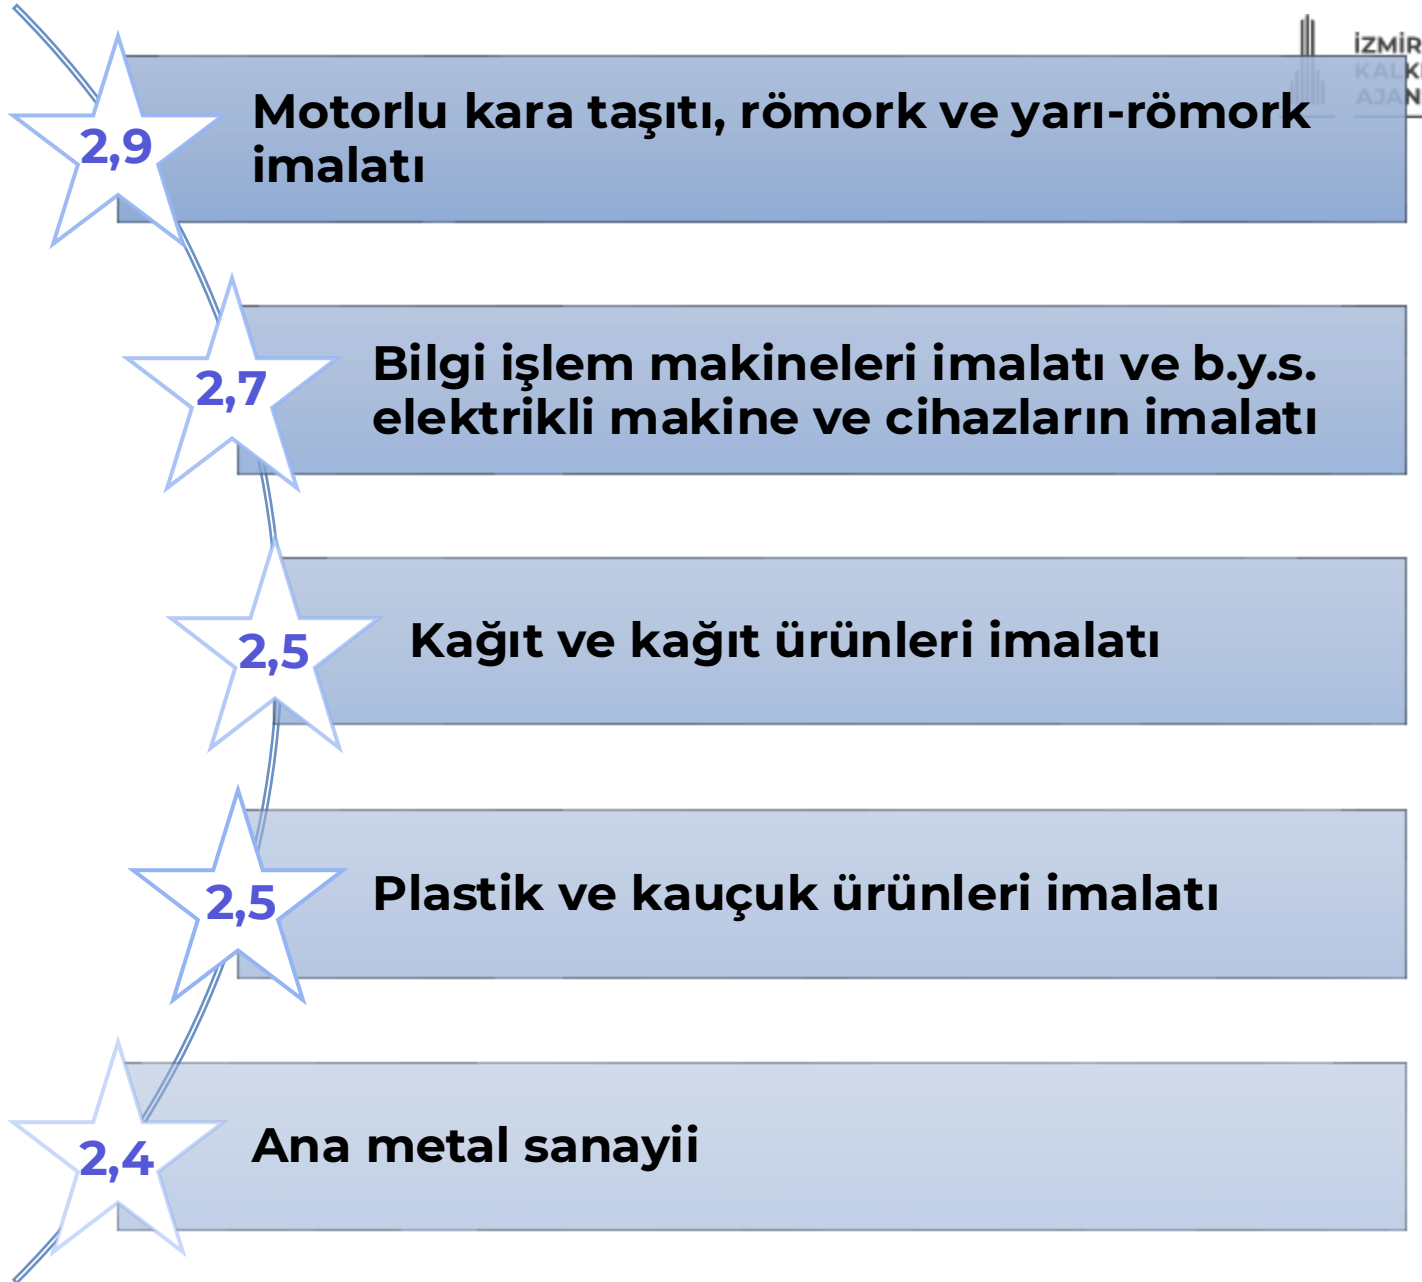 İZMİR
2,9
Motorlu kara taşıtı, römork ve yarı-römork
imalatı
2,7
Bilgi işlem makineleri imalatı ve b.y.s.
elektrikli makine ve cihazların imalatı
2,5
Kağıt ve kağıt ürünleri imalatı
2,5
Plastik ve kauçuk ürünleri imalatı
2,4
Ana metal sanayii